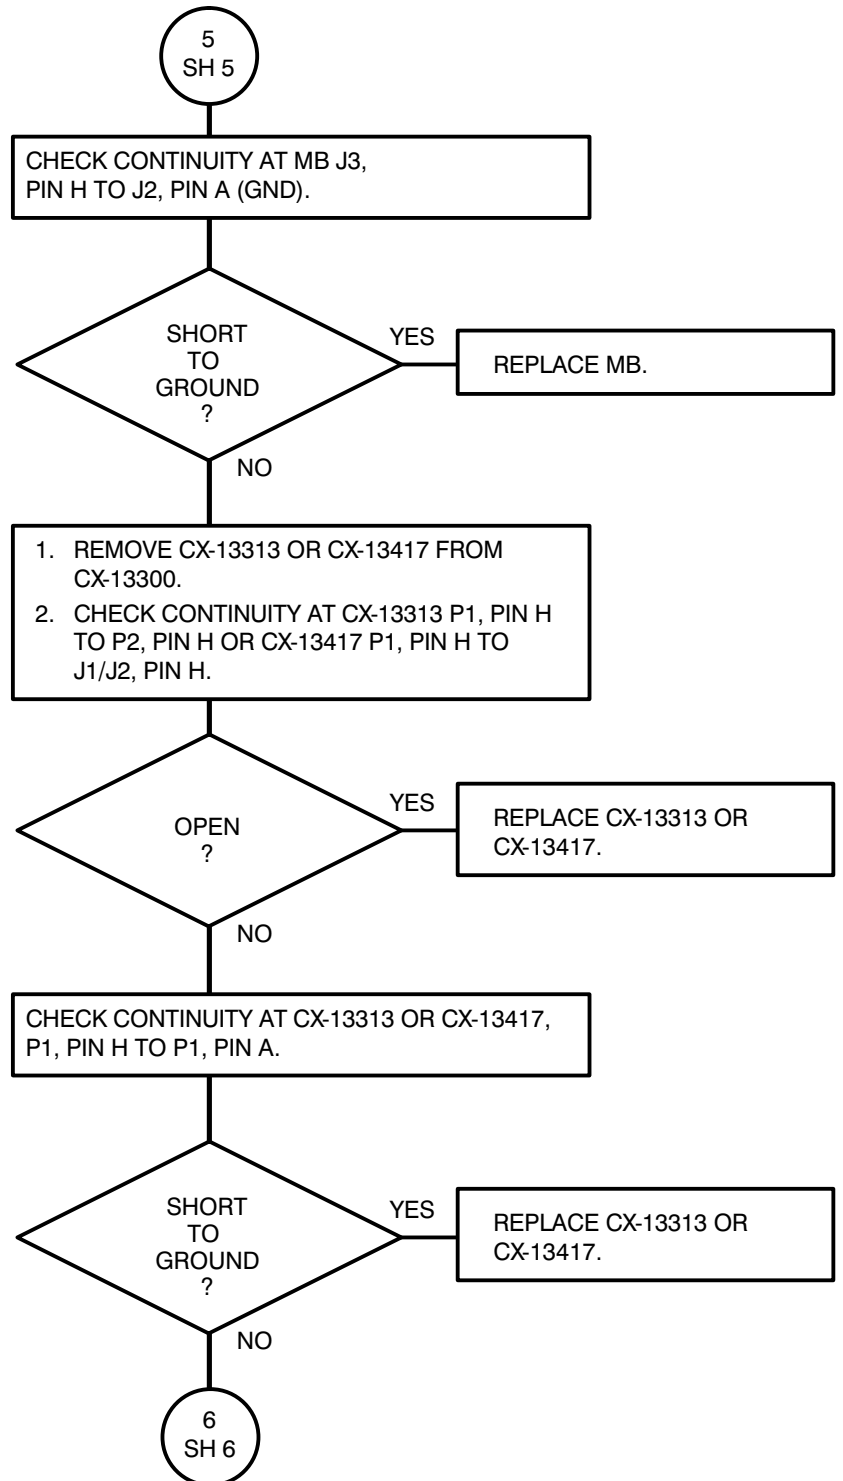 5
SH 5
CHECK CONTINUITY AT MB J3,
PIN H TO J2, PIN A (GND).
SHORT
TO
GROUND
?
YES
REPLACE MB.
NO
1. REMOVE CX-13313 OR CX-13417 FROM
CX-13300.
2. CHECK CONTINUITY AT CX-13313 P1, PIN H
TO P2, PIN H OR CX-13417 P1, PIN H TO
J1/J2, PIN H.
OPEN
?
YES
REPLACE CX-13313 OR
CX-13417.
NO
CHECK CONTINUITY AT CX-13313 OR CX-13417,
P1, PIN H TO P1, PIN A.
SHORT
TO
GROUND
?
YES
REPLACE CX-13313 OR
CX-13417.
NO
6
SH 6